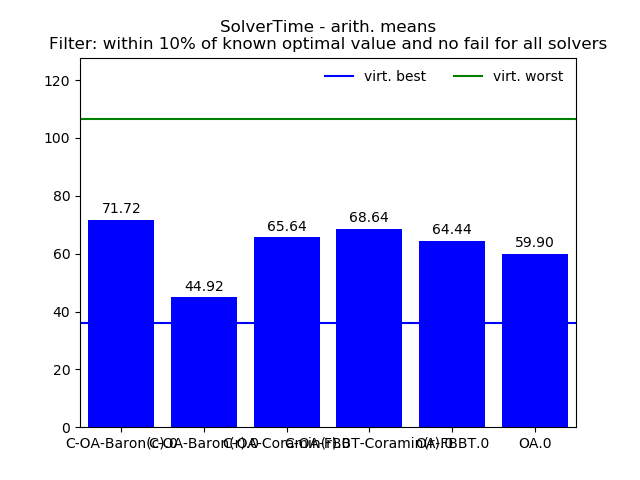 SolverTime - arith. means
Filter: within 10% of known optimal value and no fail for all solvers
virt. best
virt. worst
120
100
80
60
40
20
0
71.72
44.92
65.64
68.64
64.44
59.90
OA.0